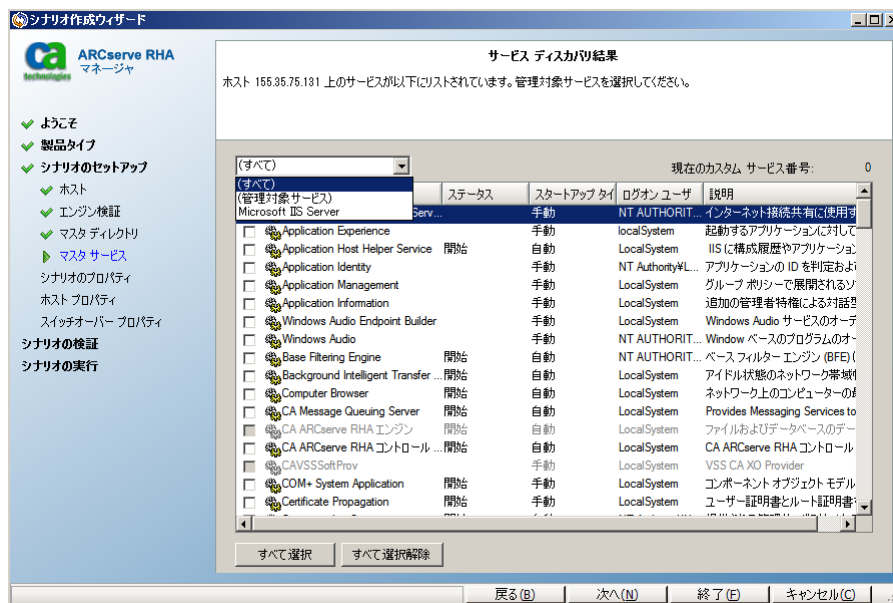 シナリオ作成ウィザード
ca
technologies
ARCserve RHA
マネージャ
ようこそ
製品タイプ
シナリオのセットアップ
ホスト
エンジン検証
マスタ ディレクトリ
マスタ サービス
シナリオのプロパティ
ホスト プロパティ
スイッチオーバー プロパティ
シナリオの検証
シナリオの実行
サービス ディスカバリ結果
ホスト 155.35.75.131 上のサービスが以下にリストされています。管理対象サービスを選択してください。
(すべて)
現在のカスタム サービス番号: 0
(すべて)
(管理対象サービス)
Microsoft IIS Server
ステータス スタートアップ タイ ログオン ユーザ 説明
Serv... 手動 NT AUTHORIT... インターネット接続共有に使用す
Application Experience 手動 localSystem 起動するアプリケーションに対して
Application Host Helper Service 開始 自動 LocalSystem IIS に構成履歴やアプリケーション
Application Identity 手動 NT Authority¥L... アプリケーションの ID を判定およ
Application Management 手動 LocalSystem グループ ポリシーで展開されるソ
Application Information 手動 LocalSystem 追加の管理者特権による対話型
Windows Audio Endpoint Builder 手動 LocalSystem Windows Audio サービスのオーデ
Windows Audio 手動 NT AUTHORIT... Window ベースのプログラムのオー
Base Filtering Engine 開始 自動 NT AUTHORIT... ベース フィルター エンジン (BFE)
Background Intelligent Transfer ... 開始 自動 LocalSystem アイドル状態のネットワーク帯域
Computer Browser 開始 自動 LocalSystem ネットワーク上のコンピューターの
CA Message Queuing Server 開始 自動 LocalSystem Provides Messaging Services to
CA ARCserve RHA エンジン 開始 自動 LocalSystem ファイルおよびデータベースのデー
CA ARCserve RHA コントロール ... 開始 自動 LocalSystem CA ARCserve RHA コントロール
CAVSSSoftProv 手動 LocalSystem VSS CA XO Provider
COM+ System Application 開始 手動 LocalSystem コンポーネント オブジェクト モデル
Certificate Propagation 開始 手動 LocalSystem ユーザー証明書とルート証明書
すべて選択 すべて選択解除
戻る(B) 次へ(N) 終了(F) キャンセル(C)